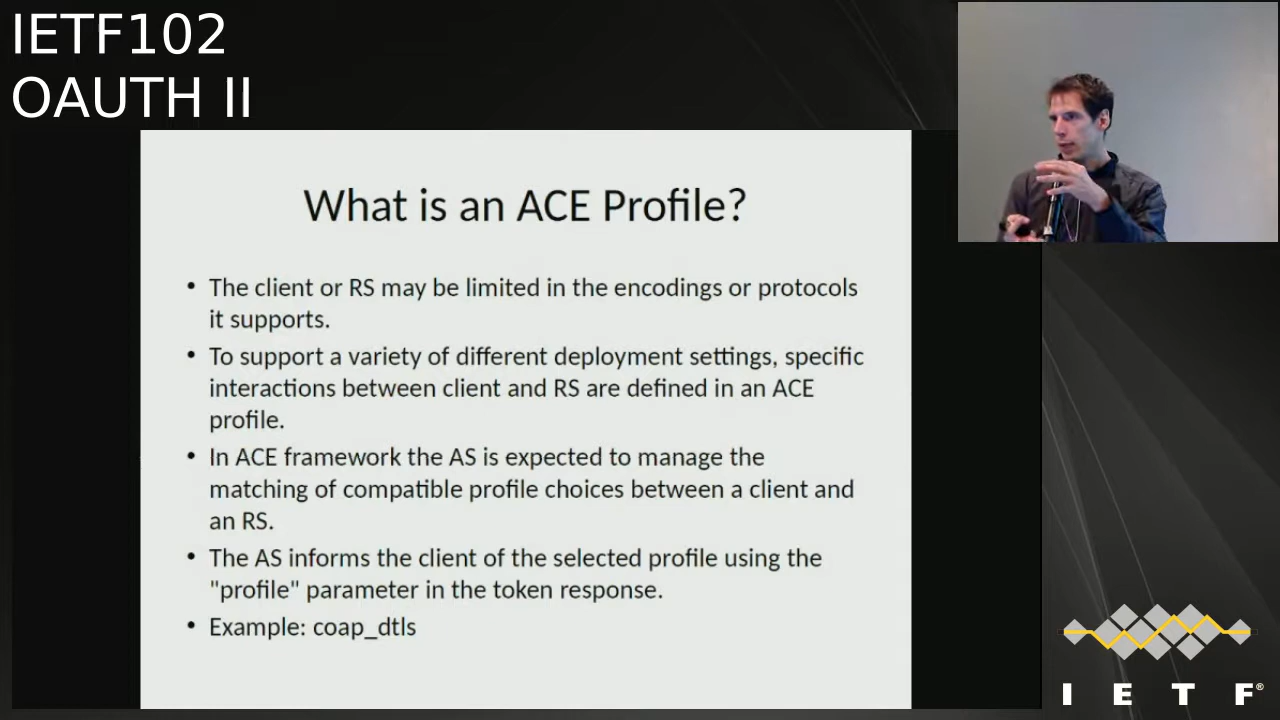 IETF102
OAUTH II
What is an ACE Profile?
• The client or RS may be limited in the encodings or protocols
it supports.
• To support a variety of different deployment settings, specific
interactions between client and RS are defined in an ACE
profile.
• In ACE framework the AS is expected to manage the
matching of compatible profile choices between a client and
an RS.
• The AS informs the client of the selected profile using the
"profile" parameter in the token response.
• Example: coap_dtls
I E T F®